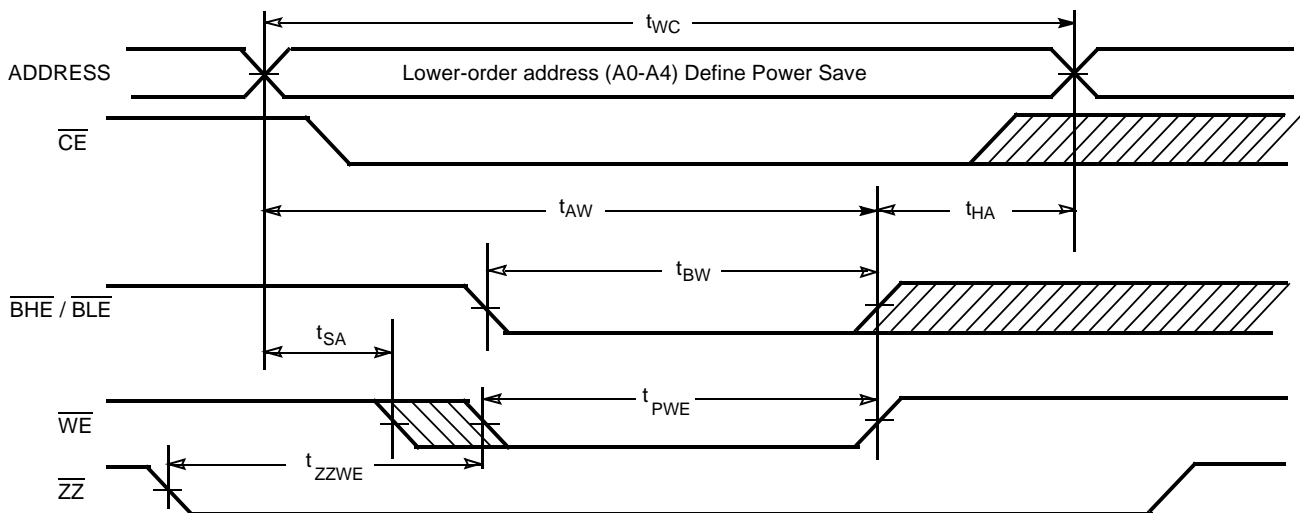 tWC
ADDRESS
Lower-order address (A0-A4) Define Power Save
CE
tAW
tHA
tBW
BHE / BLE
tSA
tPWE
WE
tZZWE
ZZ